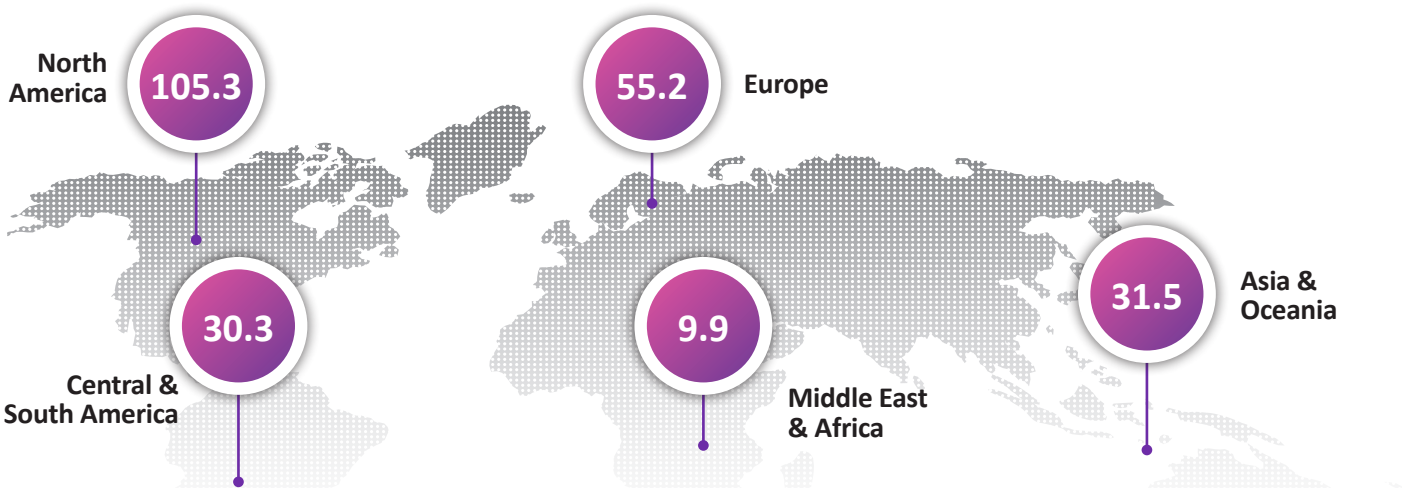 North
America
105.3
55.2
Europe
30.3
Central &
South America
9.9
Middle East
& Africa
31.5
Asia &
Oceania